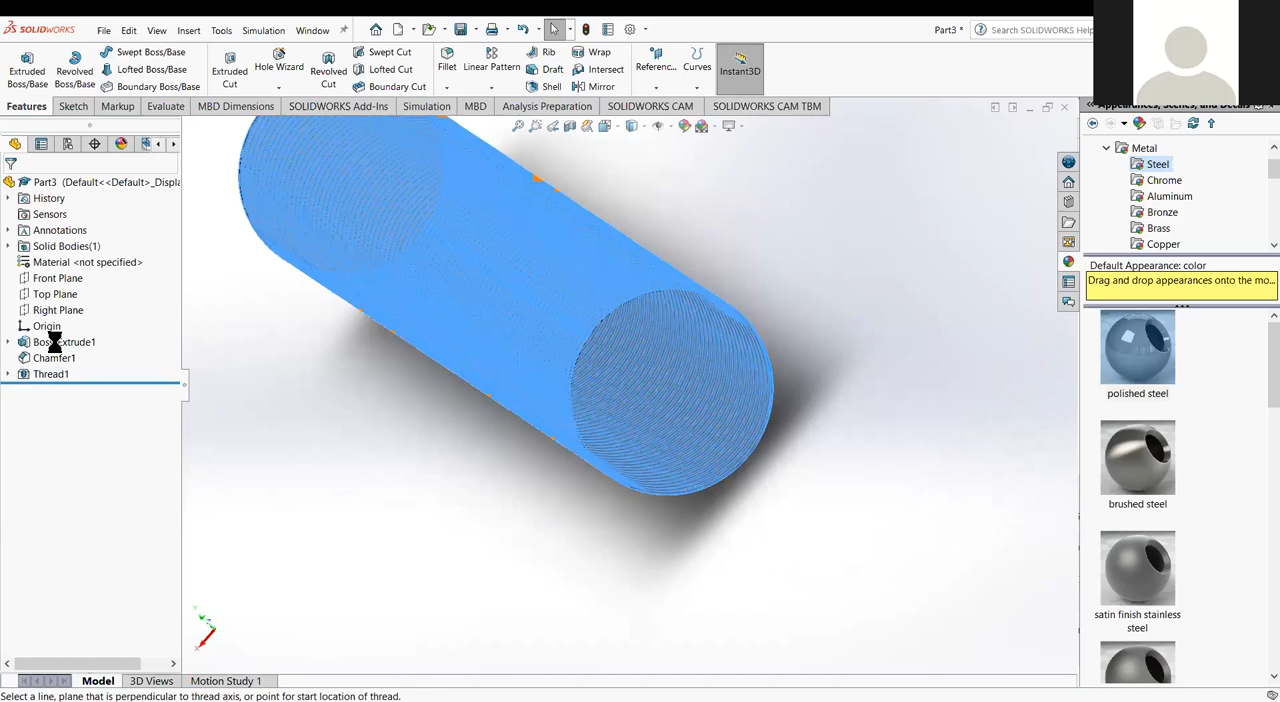 SOLIDWORKS File Edit View Insert Tools Simulation Window Part3 * Search SOLIDWORKS Help
Extruded Boss/Base
Revolved Boss/Base
Swept Boss/Base
Lofted Boss/Base
Boundary Boss/Base
Extruded Cut
Hole Wizard
Revolved Cut
Swept Cut
Lofted Cut
Boundary Cut
Fillet
Linear Pattern
Rib
Draft
Shell
Wrap
Intersect
Mirror
Referenc...
Curves
Instant3D
Features Sketch Markup Evaluate MBD Dimensions SOLIDWORKS Add-Ins Simulation MBD Analysis Preparation SOLIDWORKS CAM SOLIDWORKS CAM TBM
Appearances, Scenes, and Decals
Part3 (Default<<Default>_Displa
History
Sensors
Annotations
Solid Bodies(1)
Material <not specified>
Front Plane
Top Plane
Right Plane
Origin
Chamfer1
Thread1
Metal
Steel
Chrome
Aluminum
Bronze
Brass
Copper
Default Appearance: color
Drag and drop appearances onto the mo...
polished steel
brushed steel
satin finish stainless
steel
Model 3D Views Motion Study 1
Select a line, plane that is perpendicular to thread axis, or point for start location of thread.